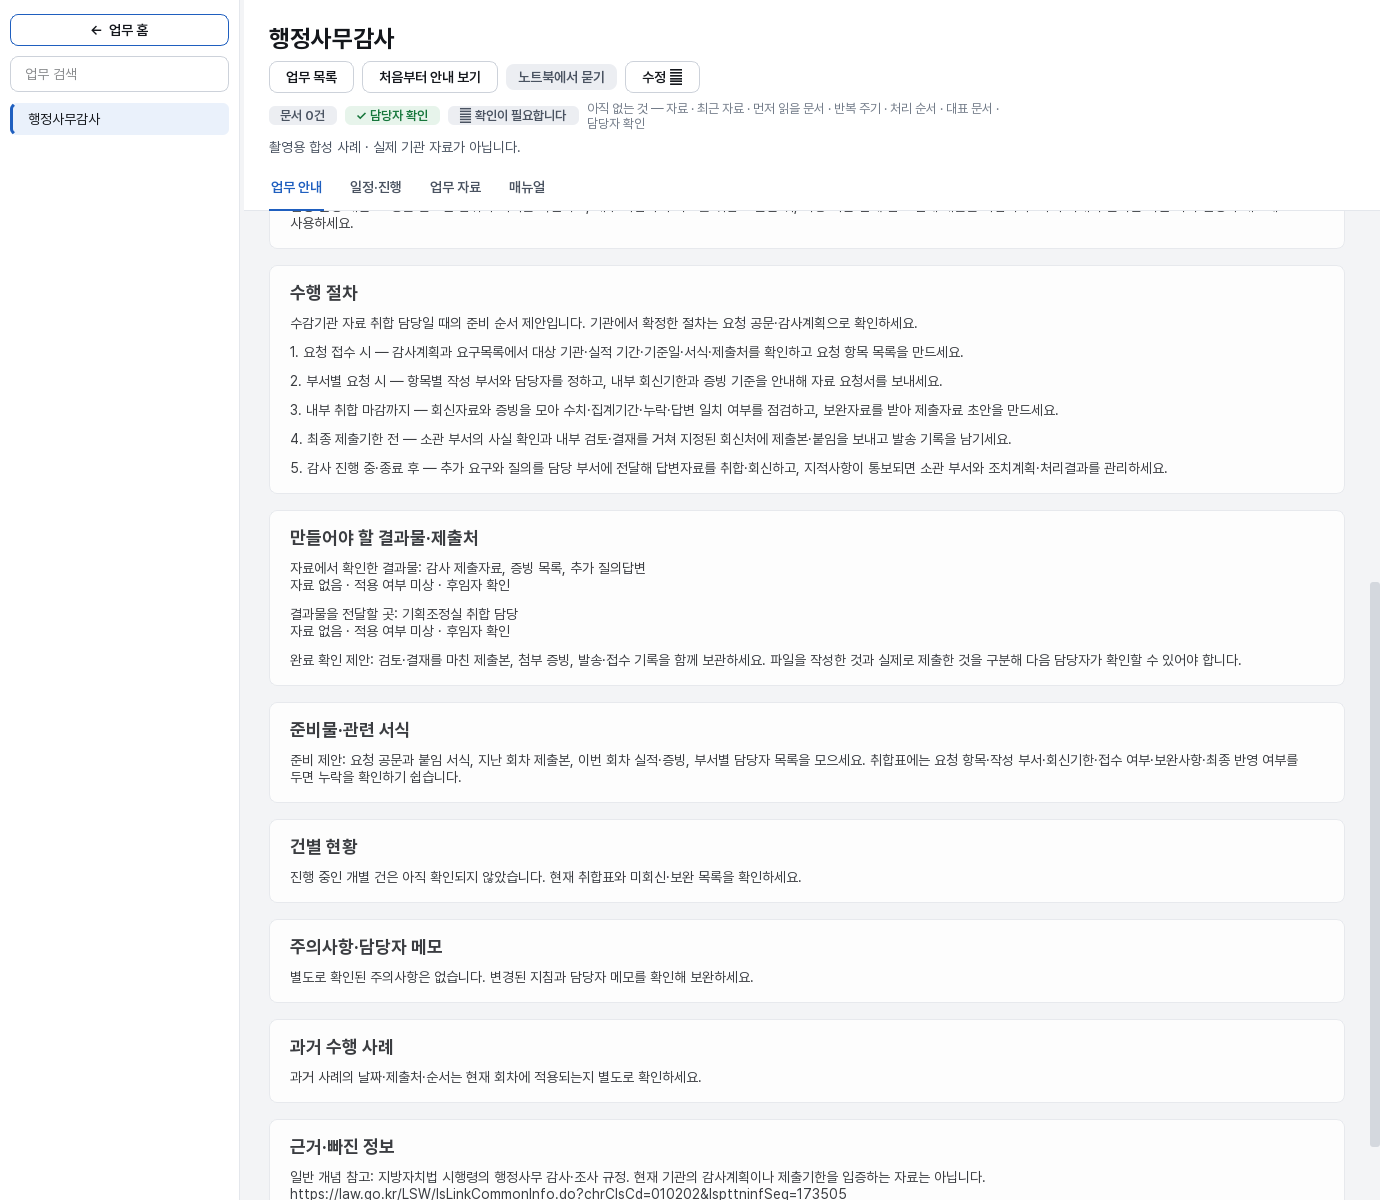 ← 업무 홈
업무 검색
행정사무감사
행정사무감사
업무 목록
처음부터 안내 보기
노트북에서 묻기
수정
문서 0건
✓ 담당자 확인
확인이 필요합니다
아직 없는 것 — 자료 · 최근 자료 · 먼저 읽을 문서 · 반복 주기 · 처리 순서 · 대표 문서 ·
담당자 확인
촬영용 합성 사례 · 실제 기관 자료가 아닙니다.
업무 안내
일정·진행
업무 자료
매뉴얼
사용하세요.
수행 절차
수감기관 자료 취합 담당일 때의 준비 순서 제안입니다. 기관에서 확정한 절차는 요청 공문·감사계획으로 확인하세요.
1. 요청 접수 시 — 감사계획과 요구목록에서 대상 기관·실적 기간·기준일·서식·제출처를 확인하고 요청 항목 목록을 만드세요.
2. 부서별 요청 시 — 항목별 작성 부서와 담당자를 정하고, 내부 회신기한과 증빙 기준을 안내해 자료 요청서를 보내세요.
3. 내부 취합 마감까지 — 회신자료와 증빙을 모아 수치·집계기간·누락·답변 일치 여부를 점검하고, 보완자료를 받아 제출자료 초안을 만드세요.
4. 최종 제출기한 전 — 소관 부서의 사실 확인과 내부 검토·결재를 거쳐 지정된 회신처에 제출본·붙임을 보내고 발송 기록을 남기세요.
5. 감사 진행 중·종료 후 — 추가 요구와 질의를 담당 부서에 전달해 답변자료를 취합·회신하고, 지적사항이 통보되면 소관 부서와 조치계획·처리결과를 관리하세요.
만들어야 할 결과물·제출처
자료에서 확인한 결과물: 감사 제출자료, 증빙 목록, 추가 질의답변
자료 없음 · 적용 여부 미상 · 후임자 확인
결과물을 전달할 곳: 기획조정실 취합 담당
자료 없음 · 적용 여부 미상 · 후임자 확인
완료 확인 제안: 검토·결재를 마친 제출본, 첨부 증빙, 발송·접수 기록을 함께 보관하세요. 파일을 작성한 것과 실제로 제출한 것을 구분해 다음 담당자가 확인할 수 있어야 합니다.
준비물·관련 서식
준비 제안: 요청 공문과 붙임 서식, 지난 회차 제출본, 이번 회차 실적·증빙, 부서별 담당자 목록을 모으세요. 취합표에는 요청 항목·작성 부서·회신기한·접수 여부·보완사항·최종 반영 여부를
두면 누락을 확인하기 쉽습니다.
건별 현황
진행 중인 개별 건은 아직 확인되지 않았습니다. 현재 취합표와 미회신·보완 목록을 확인하세요.
주의사항·담당자 메모
별도로 확인된 주의사항은 없습니다. 변경된 지침과 담당자 메모를 확인해 보완하세요.
과거 수행 사례
과거 사례의 날짜·제출처·순서는 현재 회차에 적용되는지 별도로 확인하세요.
근거·빠진 정보
일반 개념 참고: 지방자치법 시행령의 행정사무 감사·조사 규정. 현재 기관의 감사계획이나 제출기한을 입증하는 자료는 아닙니다.
https://law.go.kr/LSW/lsLinkCommonInfo.do?chrClsCd=010202&lspttninfSeq=173505